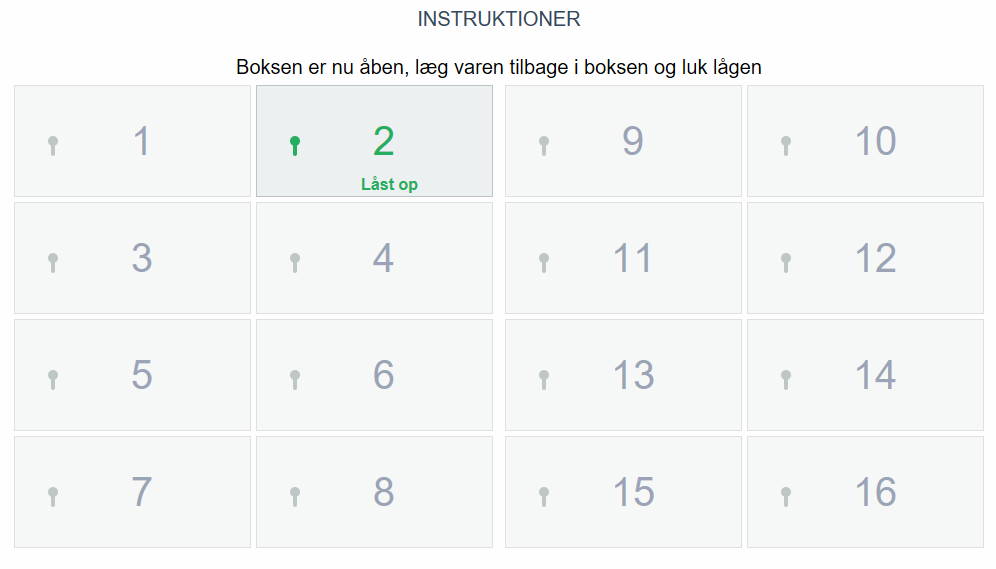 INSTRUKTIONER
Boksen er nu åben, læg varen tilbage i boksen og luk lågen
1 2 9 10
Låst op
3 4 11 12
5 6 13 14
7 8 15 16